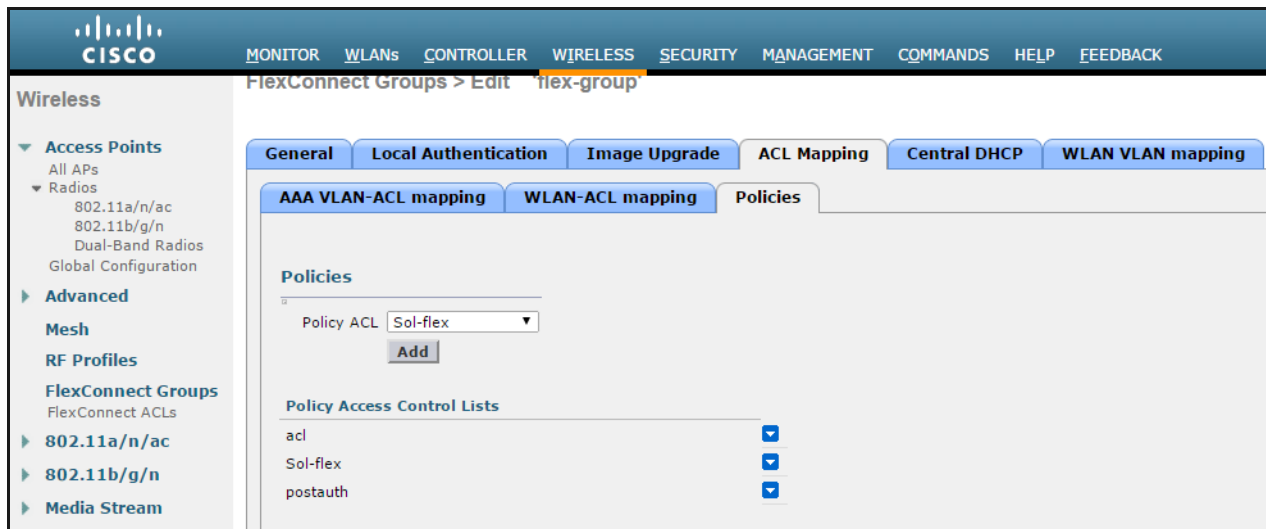 CISCO
MONITOR WLANs CONTROLLER WIRELESS SECURITY MANAGEMENT COMMANDS HELP FEEDBACK
Wireless
Access Points
All APs
Radios
802.11a/n/ac
802.11b/g/n
Dual-Band Radios
Global Configuration
Advanced
Mesh
RF Profiles
FlexConnect Groups
FlexConnect ACLs
802.11a/n/ac
802.11b/g/n
Media Stream
FlexConnect Groups > Edit 'flex-group'
General Local Authentication Image Upgrade ACL Mapping Central DHCP WLAN VLAN mapping
AAA VLAN-ACL mapping WLAN-ACL mapping Policies
Policies
Policy ACL Sol-flex
Add
Policy Access Control Lists
acl
Sol-flex
postauth